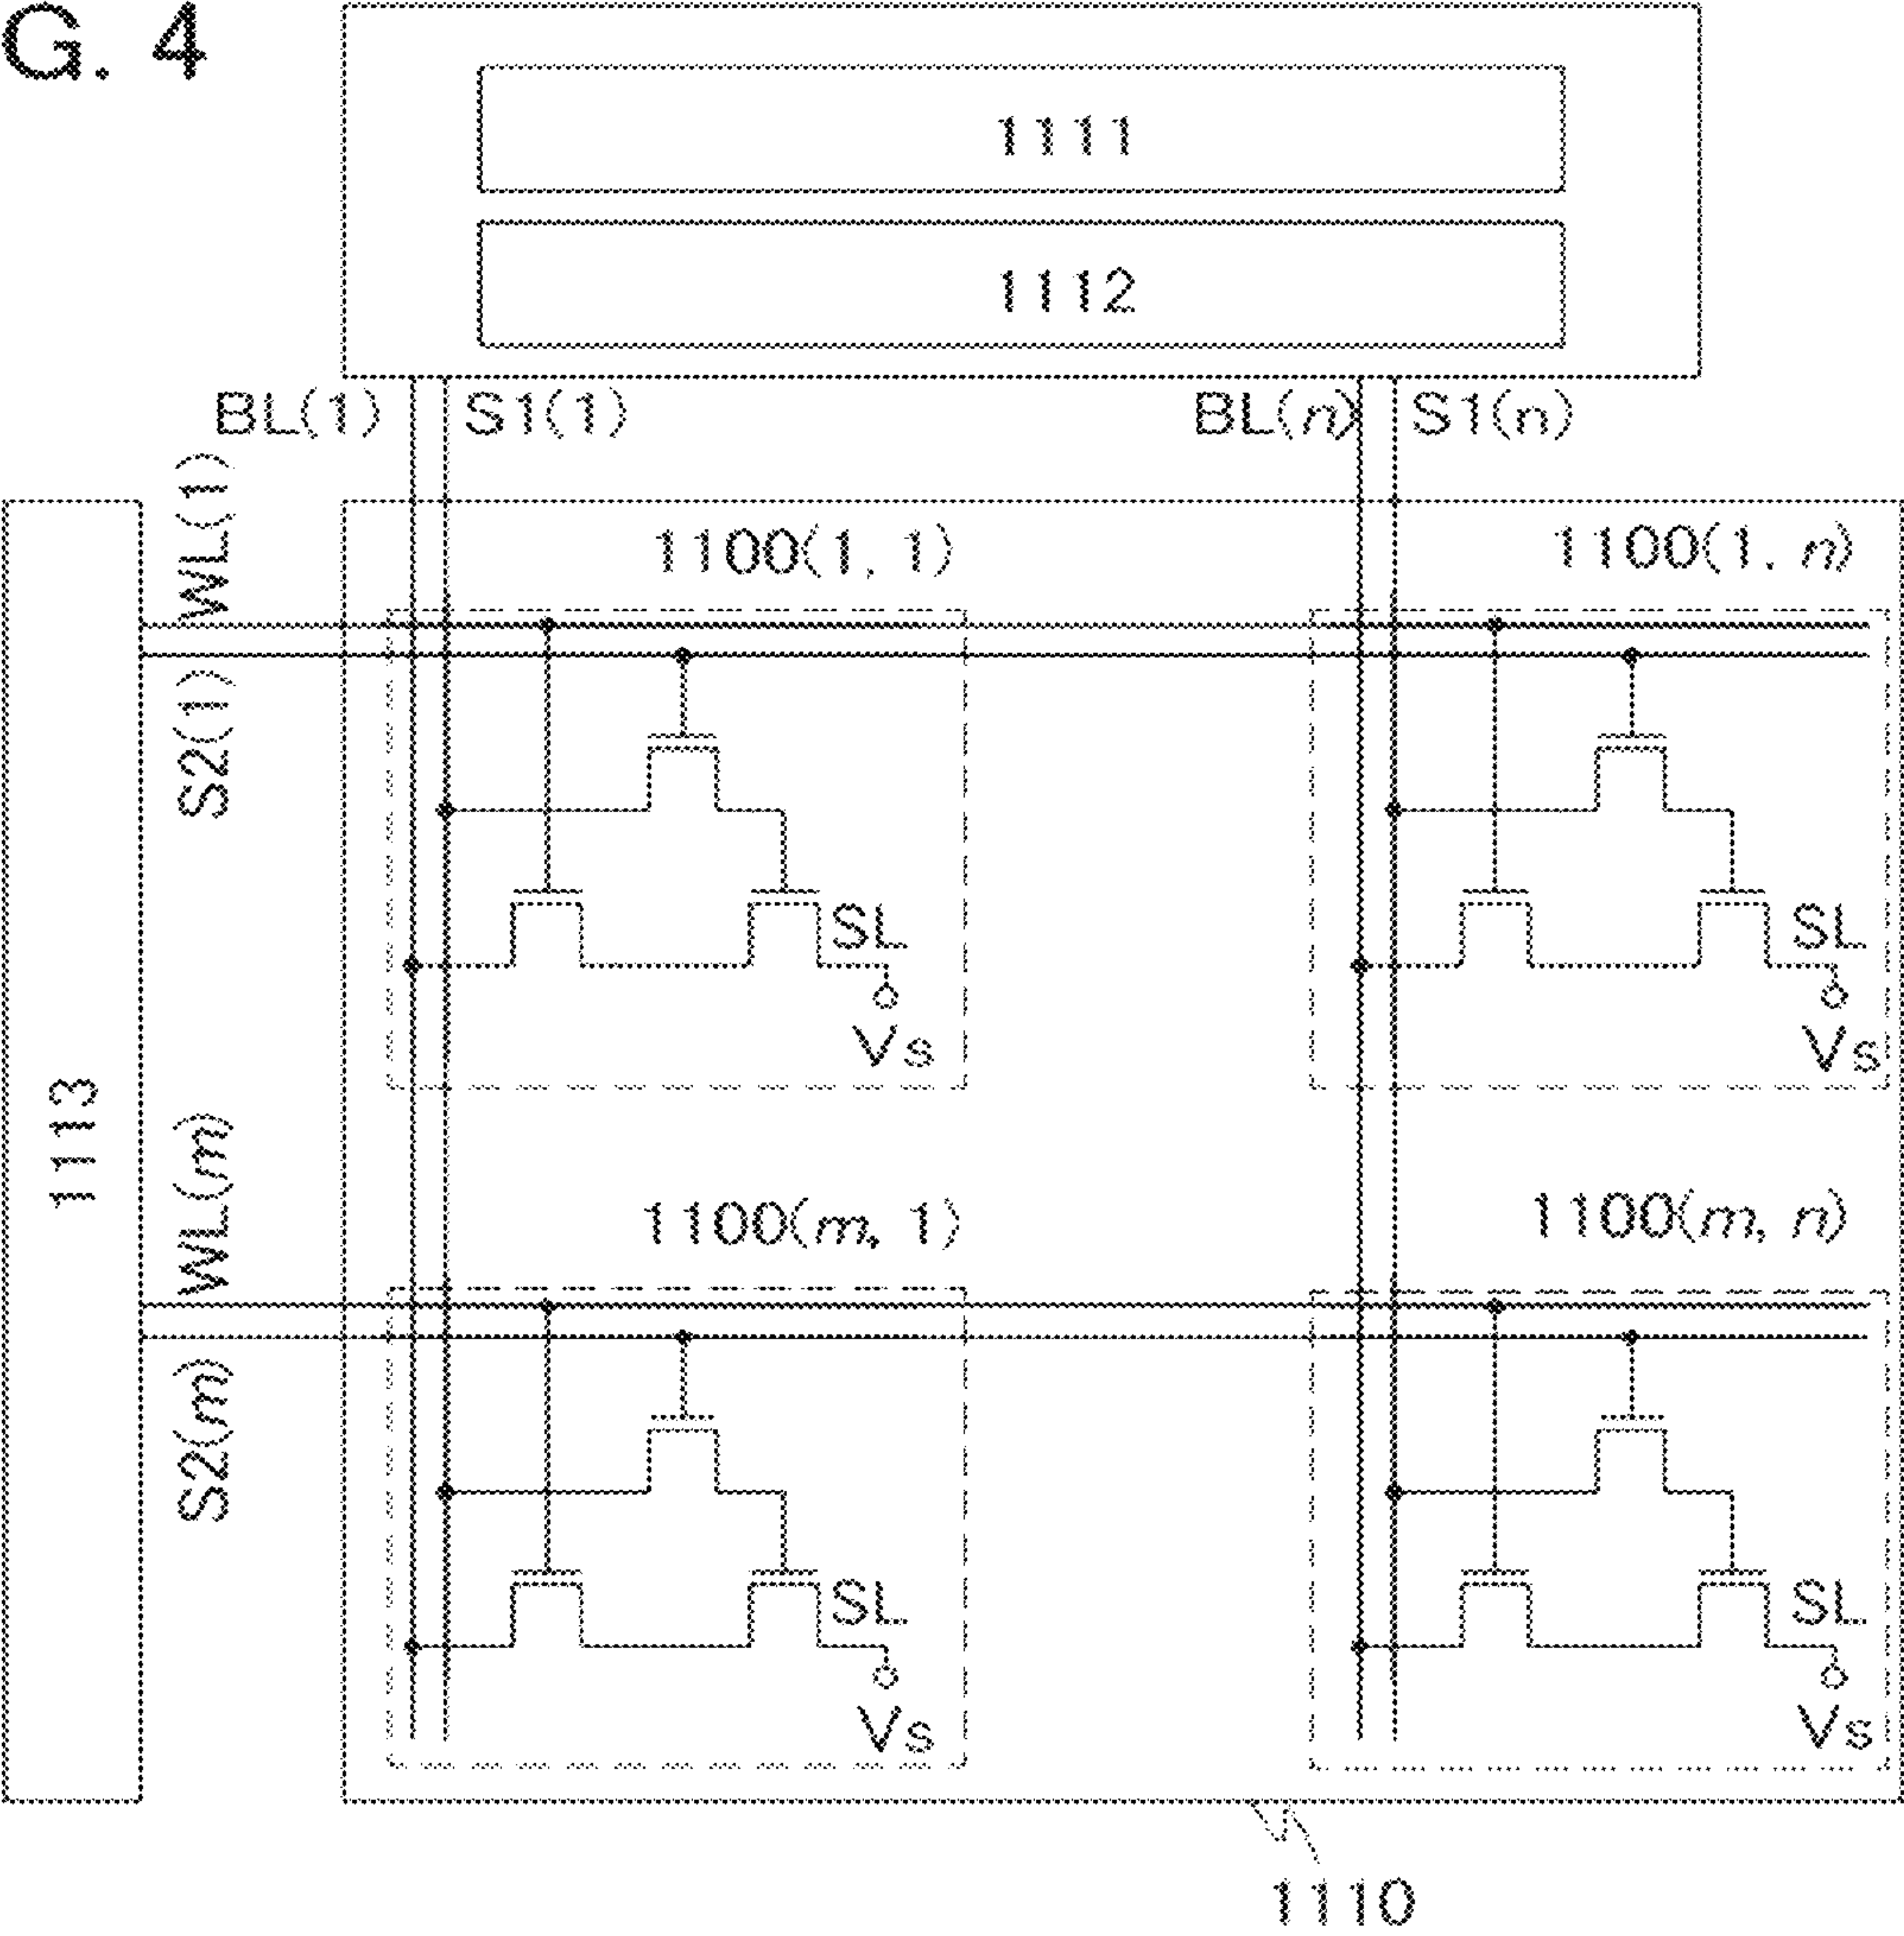 G. 4
1111
1112
BL(1) S1(1) BL(n) S1(n)
WL(1)
S2(1)
1100(1, 1) 1100(1. n)
SL SL
Vs Vs
1113
WL(m)
S2(m)
1100(m, 1) 1100(m, n)
SL SL
Vs Vs
1110